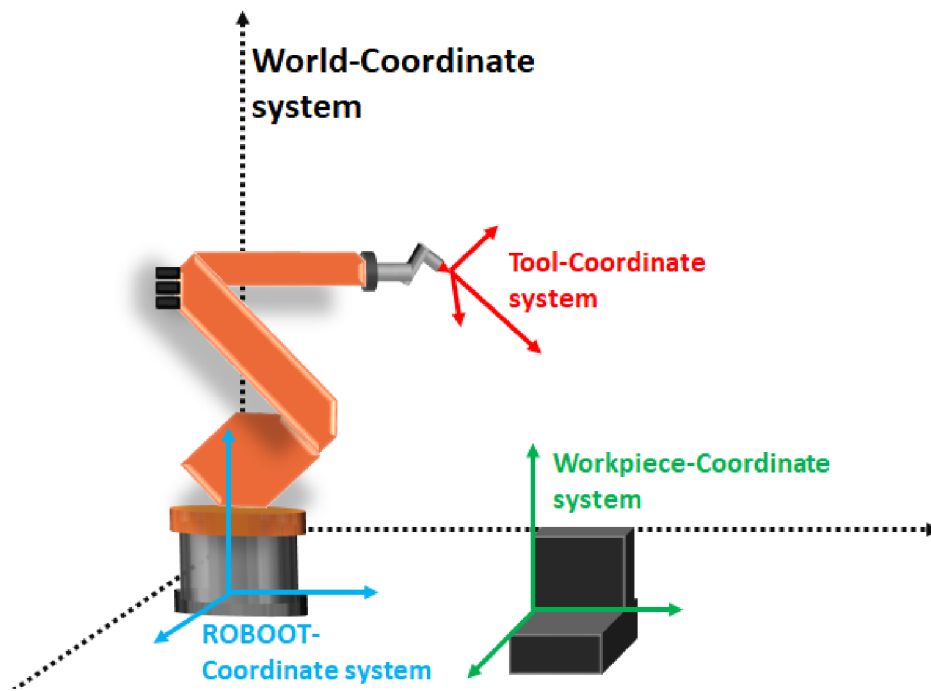 World-Coordinate
system
Tool-Coordinate
system
Workpiece-Coordinate
system
ROBOOT-
Coordinate system